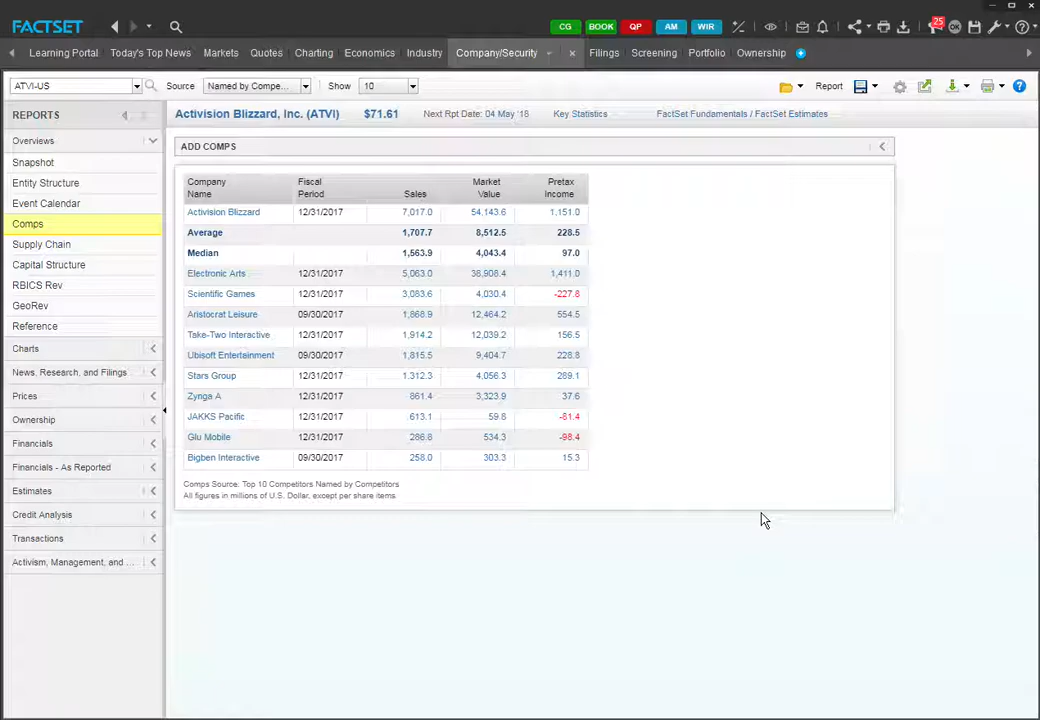 FACTSET
CG BOOK QP AM WIR 25 OK
Learning Portal Today's Top News Markets Quotes Charting Economics Industry Company/Security Filings Screening Portfolio Ownership
ATVI-US Source Named by Compe... Show 10 Report
REPORTS
Overviews
Snapshot
Entity Structure
Event Calendar
Comps
Supply Chain
Capital Structure
RBICS Rev
GeoRev
Reference
Charts
News, Research, and Filings
Prices
Ownership
Financials
Financials - As Reported
Estimates
Credit Analysis
Transactions
Activism, Management, and ...
Activision Blizzard, Inc. (ATVI) $71.61 Next Rpt Date: 04 May '18 Key Statistics FactSet Fundamentals / FactSet Estimates
ADD COMPS
Company Fiscal Market Pretax
Name Period Sales Value Income
Activision Blizzard 12/31/2017 7,017.0 54,143.6 1,151.0
Average 1,707.7 8,512.5 228.5
Median 1,563.9 4,043.4 97.0
Electronic Arts 12/31/2017 5,063.0 38,908.4 1,411.0
Scientific Games 12/31/2017 3,083.6 4,030.4 -227.8
Aristocrat Leisure 09/30/2017 1,868.9 12,464.2 554.5
Take-Two Interactive 12/31/2017 1,914.2 12,039.2 156.5
Ubisoft Entertainment 09/30/2017 1,815.5 9,404.7 228.8
Stars Group 12/31/2017 1,312.3 4,056.3 289.1
Zynga A 12/31/2017 861.4 3,323.9 37.6
JAKKS Pacific 12/31/2017 613.1 59.8 -81.4
Glu Mobile 12/31/2017 286.8 534.3 -98.4
Bigben Interactive 09/30/2017 258.0 303.3 15.3
Comps Source: Top 10 Competitors Named by Competitors
All figures in millions of U.S. Dollar, except per share items